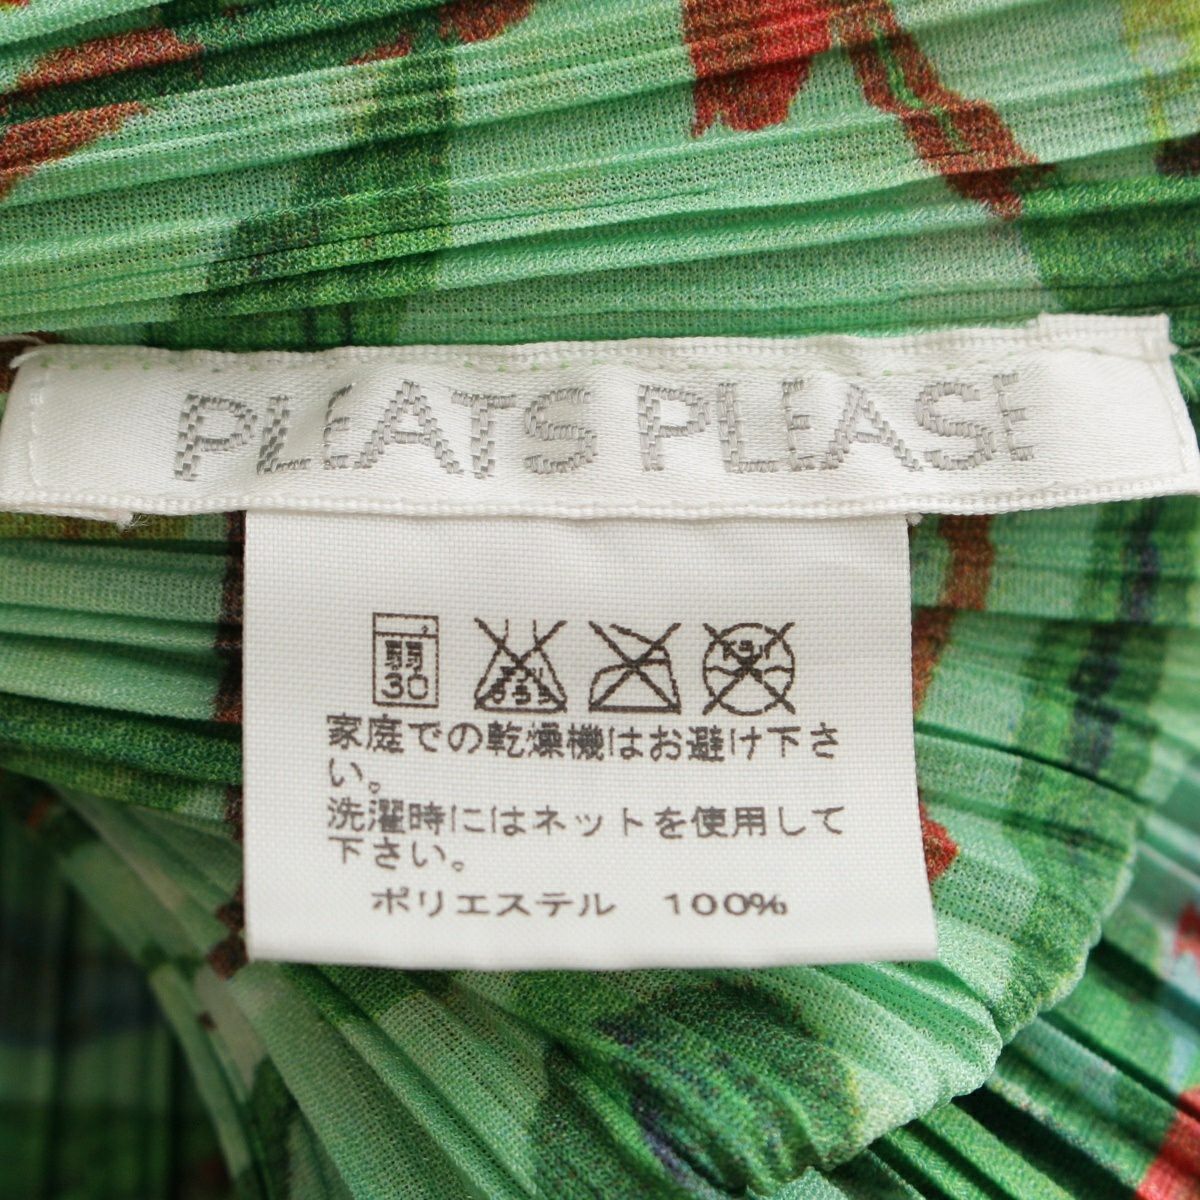 PLEATS PLEASE
弱
30
家庭での乾燥機はお避け下さ
い。
洗濯時にはネットを使用して
下さい。
ポリエステル 100%